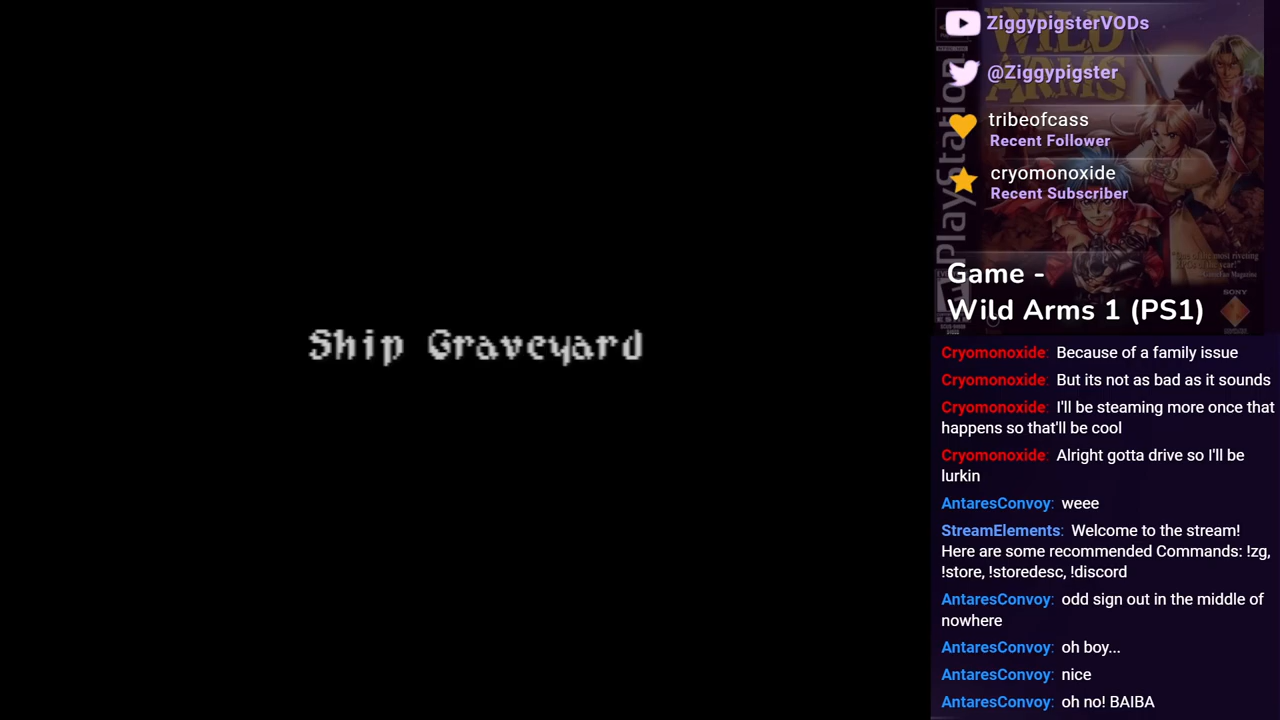 Ship Graveyard
ZiggypigsterVODs
@Ziggypigster
tribeofcass
Recent Follower
cryomonoxide
Recent Subscriber
WILD
ARMS
PlayStation
Game -
Wild Arms 1 (PS1)
SONY
Cryomonoxide: Because of a family issue
Cryomonoxide: But its not as bad as it sounds
Cryomonoxide: I'll be steaming more once that
happens so that'll be cool
Cryomonoxide: Alright gotta drive so I'll be
lurkin
AntaresConvoy: weee
StreamElements: Welcome to the stream!
Here are some recommended Commands: !zg,
!store, !storedesc, !discord
AntaresConvoy: odd sign out in the middle of
nowhere
AntaresConvoy: oh boy...
AntaresConvoy: nice
AntaresConvoy: oh no! BAIBA